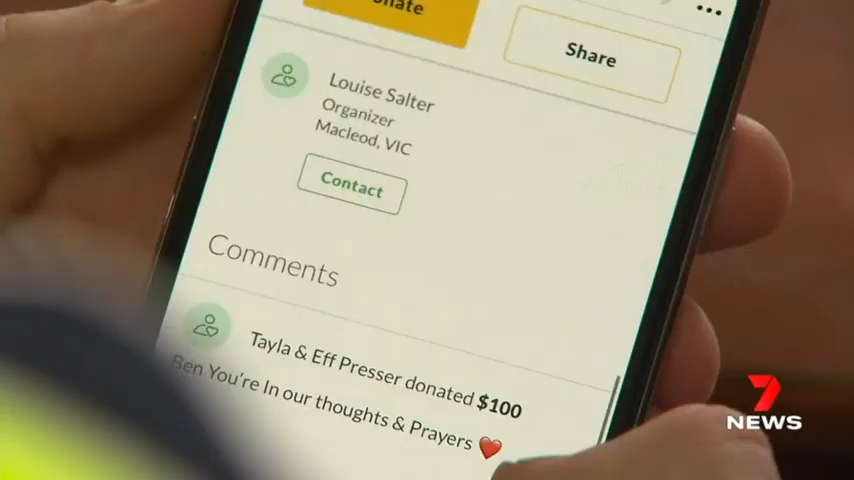 Donate
Share
Louise Salter
Organizer
Macleod, VIC
Contact
Comments
Tayla & Eff Presser donated $100
Ben You're In our thoughts & Prayers ❤️
7
NEWS